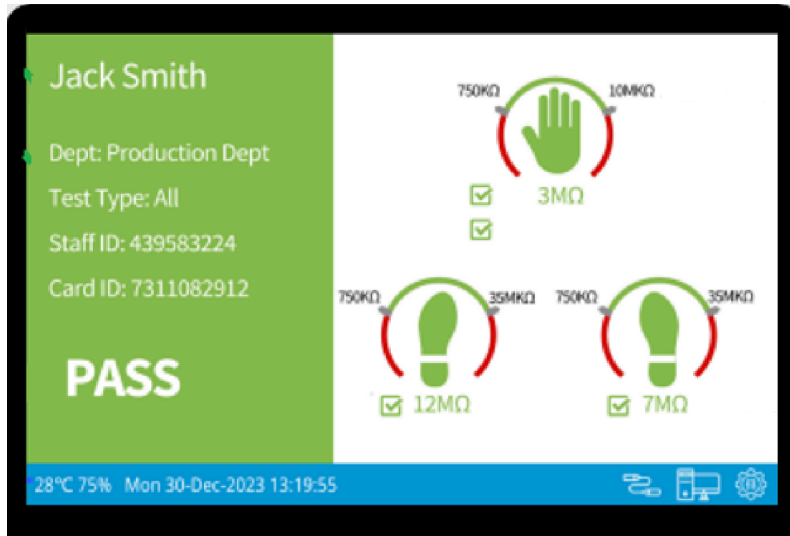 Jack Smith
Dept: Production Dept
Test Type: All
Staff ID: 439583224
Card ID: 7311082912
PASS
750KΩ 10MKΩ
3MΩ
750KΩ 35MKΩ
12MΩ
750KΩ 35MKΩ
7MΩ
28℃ 75% Mon 30-Dec-2023 13:19:55